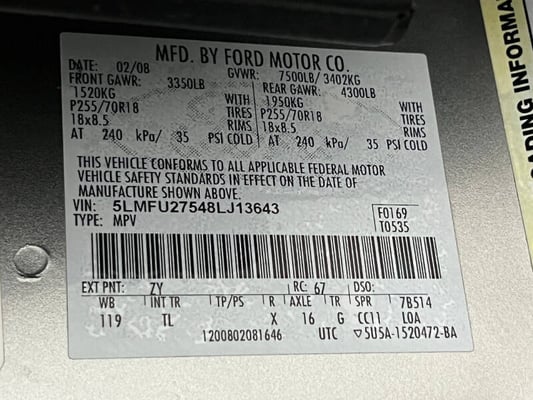 MFD. BY FORD MOTOR CO.
DATE: 02/08 GVWR: 7500LB/ 3402KG
FRONT GAWR: 3350LB REAR GAWR: 4300LB
1520KG WITH 1950KG WITH
P255/70R18 TIRES P255/70R18 TIRES
18x8.5 RIMS 18x8.5 RIMS
AT 240 kPa/ 35 PSI COLD AT 240 kPa/ 35 PSI COLD
THIS VEHICLE CONFORMS TO ALL APPLICABLE FEDERAL MOTOR
VEHICLE SAFETY STANDARDS IN EFFECT ON THE DATE OF
MANUFACTURE SHOWN ABOVE.
VIN: 5LMFU27548LJ13643
TYPE: MPV
F0169
T0535
EXT PNT: ZY RC: 67 DSO:
WB INT TR TP/PS R AXLE TR SPR 7B514
119 TL X 16 G CC11 LOA
1200802081646 UTC ▽5U5A-1520472-BA
ADING INFORMA